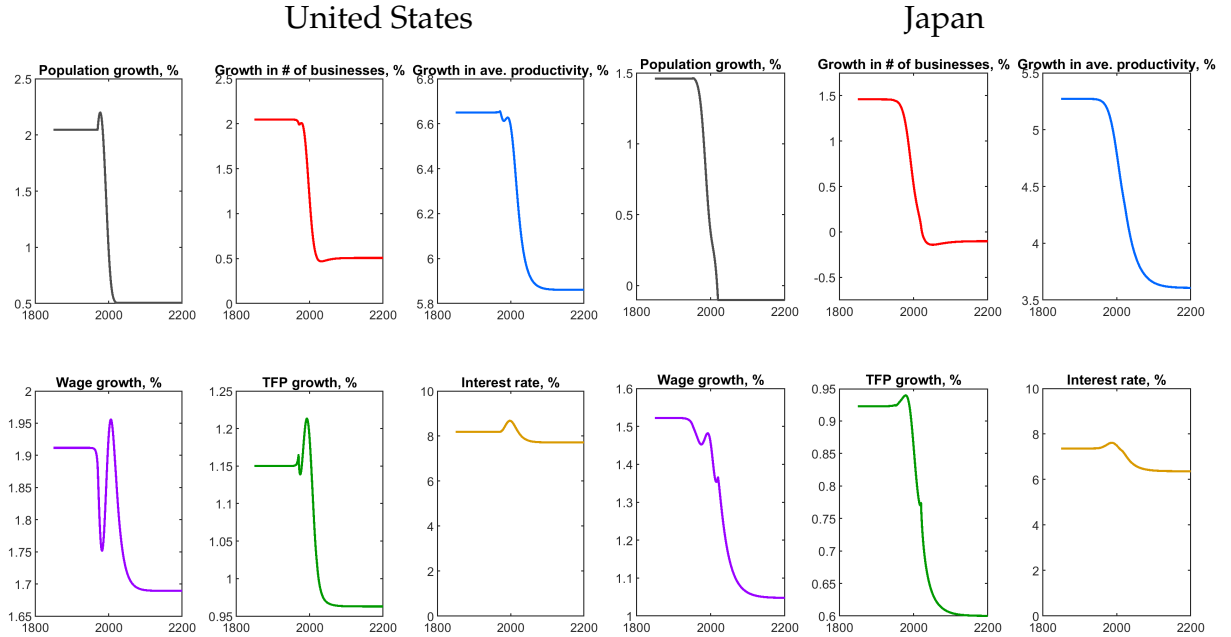 United States
Japan
Population growth, %
Growth in # of businesses, %
Growth in ave. productivity, %
Population growth, %
Growth in # of businesses, %
Growth in ave. productivity, %
2.5
2
1.5
1
0.5
1800 2000 2200
2.5
2
1.5
1
0.5
0
1800 2000 2200
6.8
6.6
6.4
6.2
6
5.8
1800 2000 2200
1.5
1
0.5
0
1800 2000 2200
1.5
1
0.5
0
-0.5
1800 2000 2200
5.5
5
4.5
4
3.5
1800 2000 2200
Wage growth, %
TFP growth, %
Interest rate, %
Wage growth, %
TFP growth, %
Interest rate, %
2
1.95
1.9
1.85
1.8
1.75
1.7
1.65
1800 2000 2200
1.25
1.2
1.15
1.1
1.05
1
0.95
1800 2000 2200
10
8
6
4
2
0
1800 2000 2200
1.6
1.5
1.4
1.3
1.2
1.1
1
1800 2000 2200
0.95
0.9
0.85
0.8
0.75
0.7
0.65
0.6
1800 2000 2200
10
8
6
4
2
0
1800 2000 2200